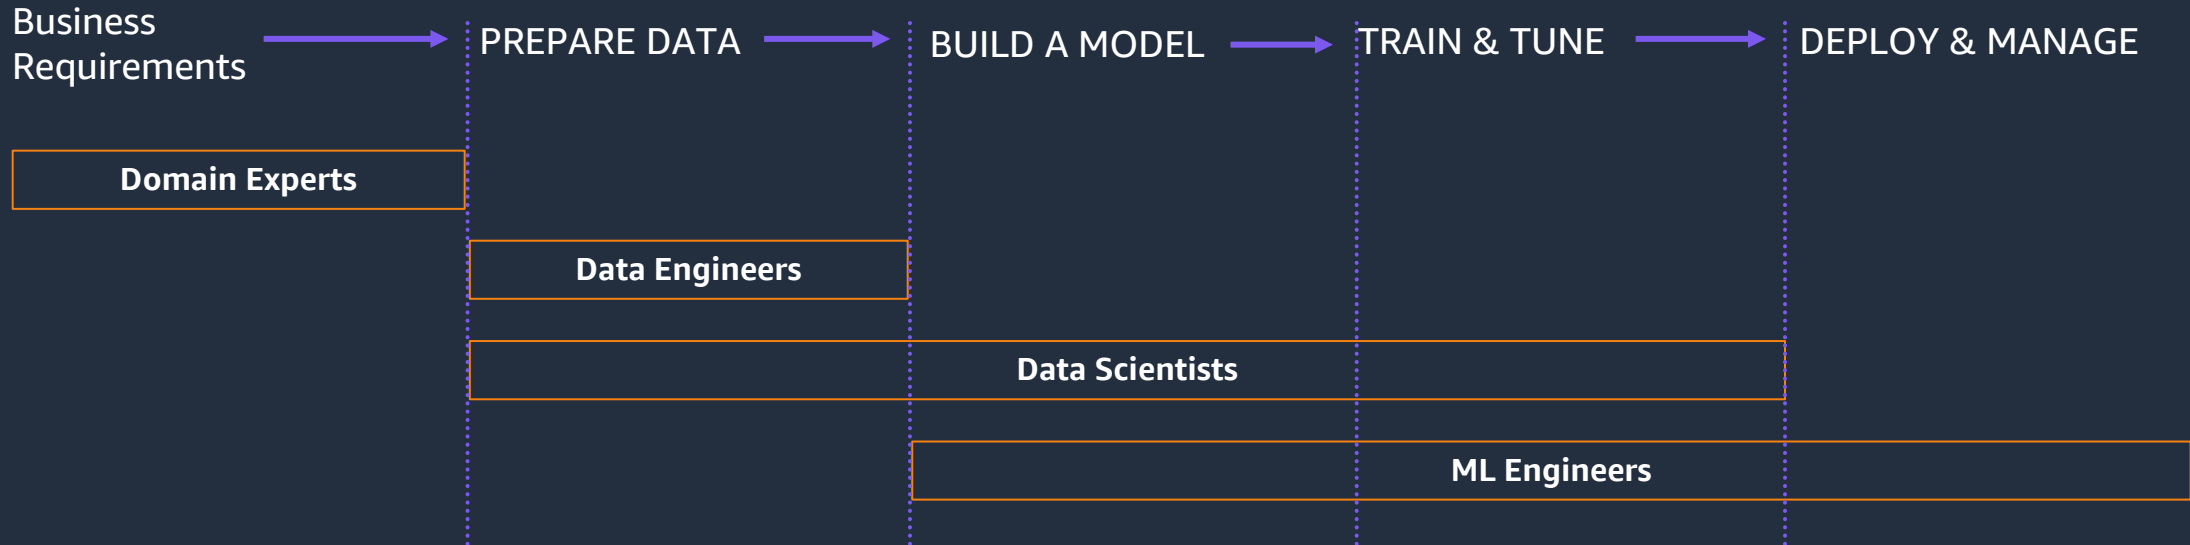 Business
Requirements
PREPARE DATA
BUILD A MODEL
TRAIN & TUNE
DEPLOY & MANAGE
Domain Experts
Data Engineers
Data Scientists
ML Engineers